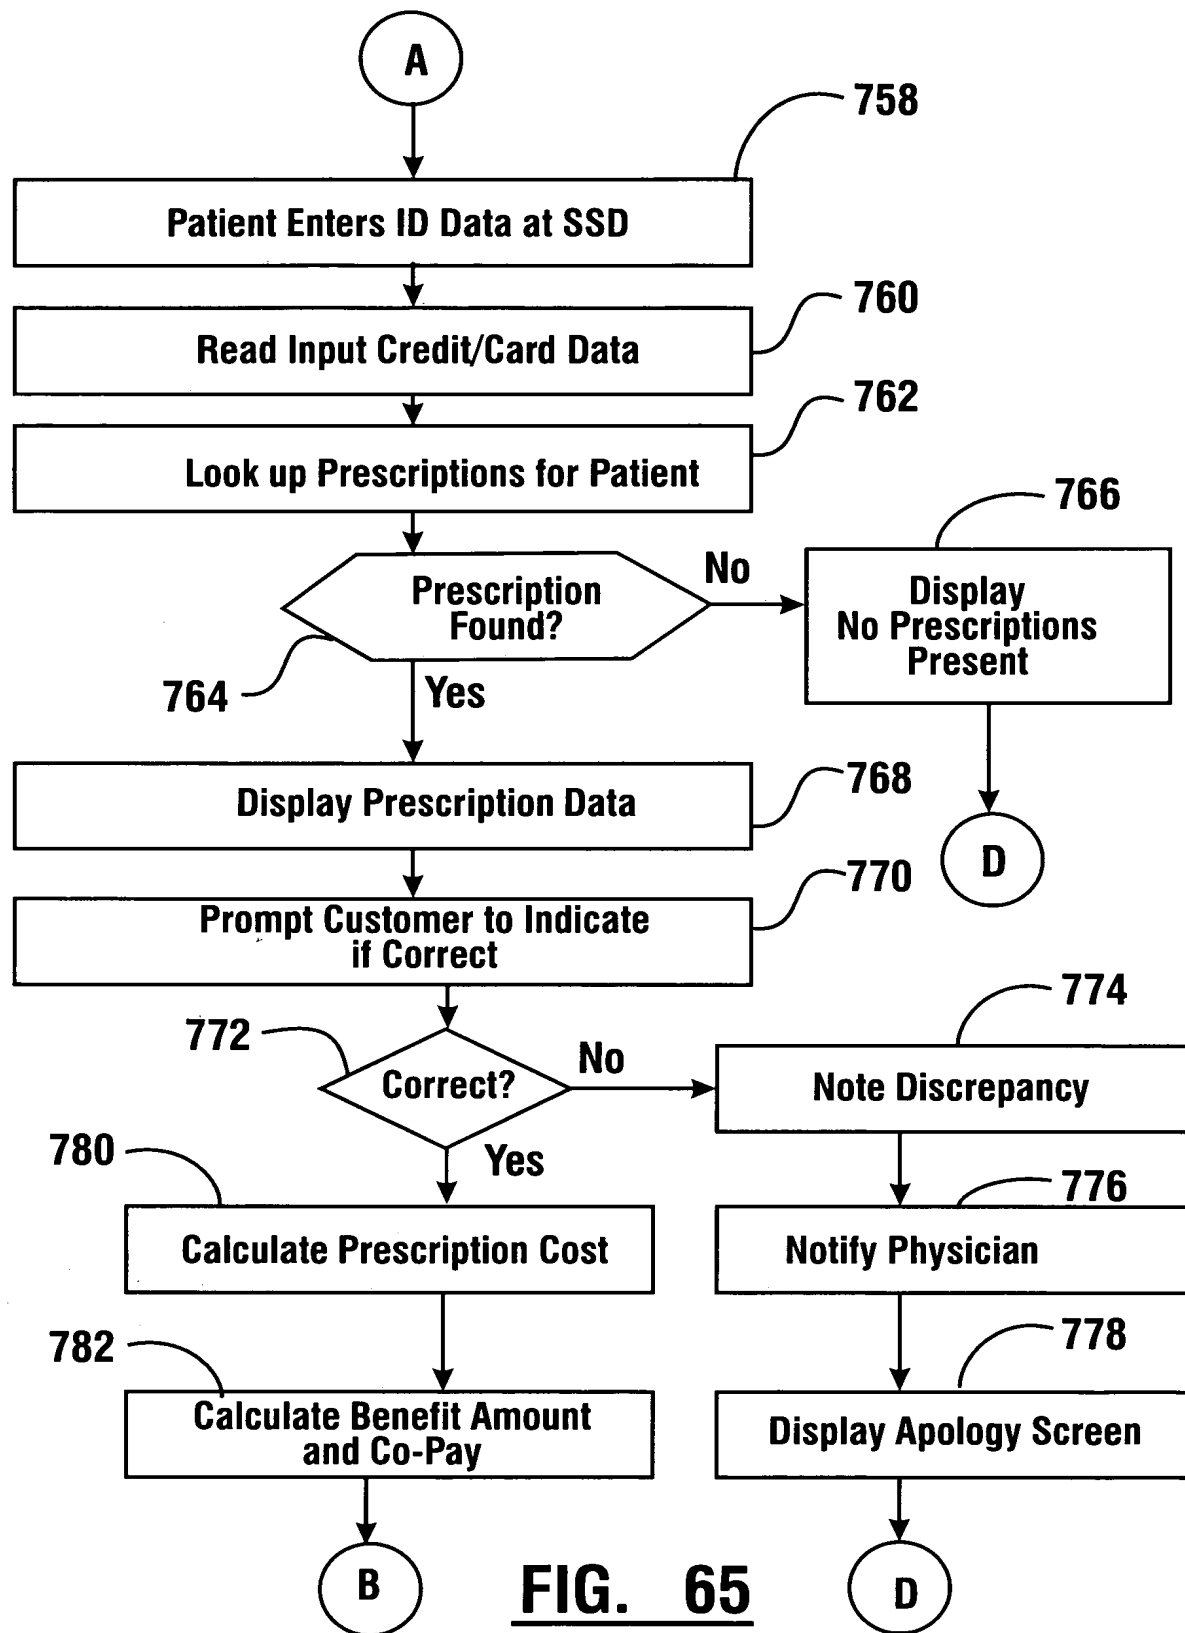 A
758
Patient Enters ID Data at SSD
760
Read Input Credit/Card Data
762
Look up Prescriptions for Patient
766
Prescription
Found?
No
Display
No Prescriptions
Present
764
Yes
768
Display Prescription Data
D
770
Prompt Customer to Indicate
if Correct
774
772
Correct?
No
Note Discrepancy
780
Yes
776
Calculate Prescription Cost
Notify Physician
782
778
Calculate Benefit Amount
and Co-Pay
Display Apology Screen
B
FIG. 65
D